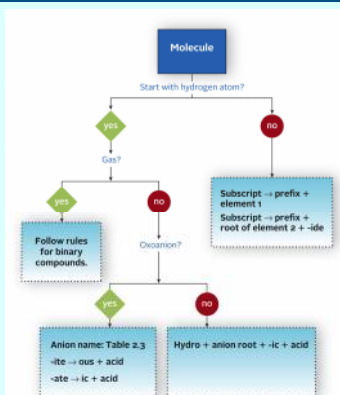 Molecule
Start with hydrogen atom?
yes
no
Gas?
yes
no
Subscript → prefix +
element 1
Subscript → prefix +
root of element 2 + -ide
Follow rules
for binary
compounds.
Oxoanion?
yes
no
Anion name: Table 2.3
-ite → ous + acid
-ate → ic + acid
Hydro + anion root + -ic + acid